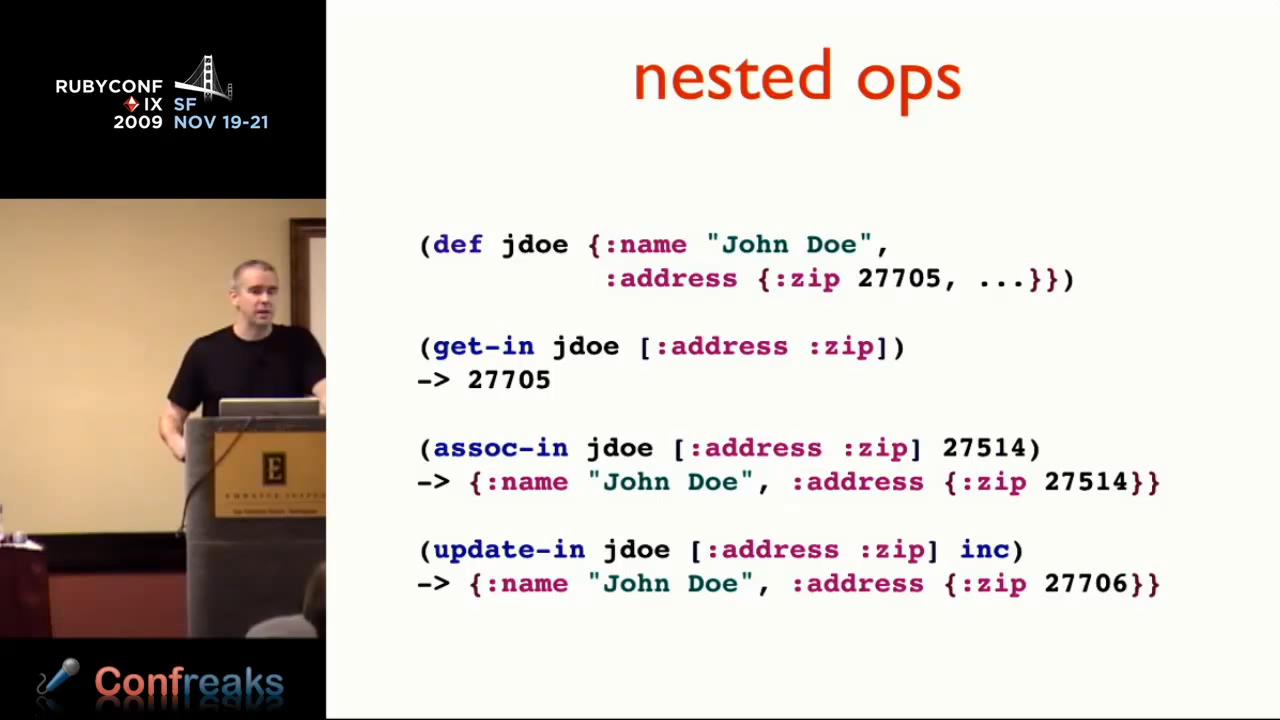 RUBYCONF
IX SF
2009 NOV 19-21
nested ops
(def jdoe {:name "John Doe",
:address {:zip 27705, ...}})
(get-in jdoe [:address :zip])
-> 27705
(assoc-in jdoe [:address :zip] 27514)
-> {:name "John Doe", :address {:zip 27514}}
(update-in jdoe [:address :zip] inc)
-> {:name "John Doe", :address {:zip 27706}}
E
Confreaks